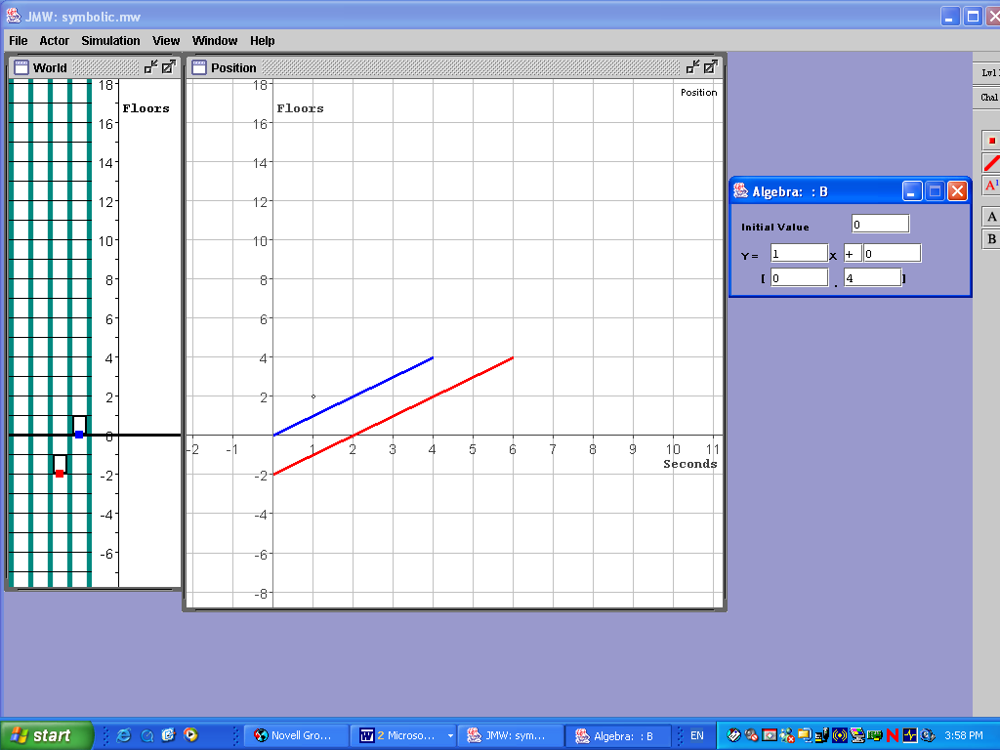 JMW: symbolic.mw
File Actor Simulation View Window Help
World
Floors
18
16
14
12
10
8
6
4
2
0
-2
-4
-6
Position
Position
Floors
18
16
14
12
10
8
6
4
2
-2
-4
-6
-8
-2 -1 1 2 3 4 5 6 7 8 9 10 11
Seconds
Algebra: : B
Initial Value 0
Y = 1 x + 0
[ 0 , 4 ]
Lvl 1
Chal
A
B
start
Novell Gro...
2 Microso...
JMW: sym...
Algebra: : B
EN
3:58 PM